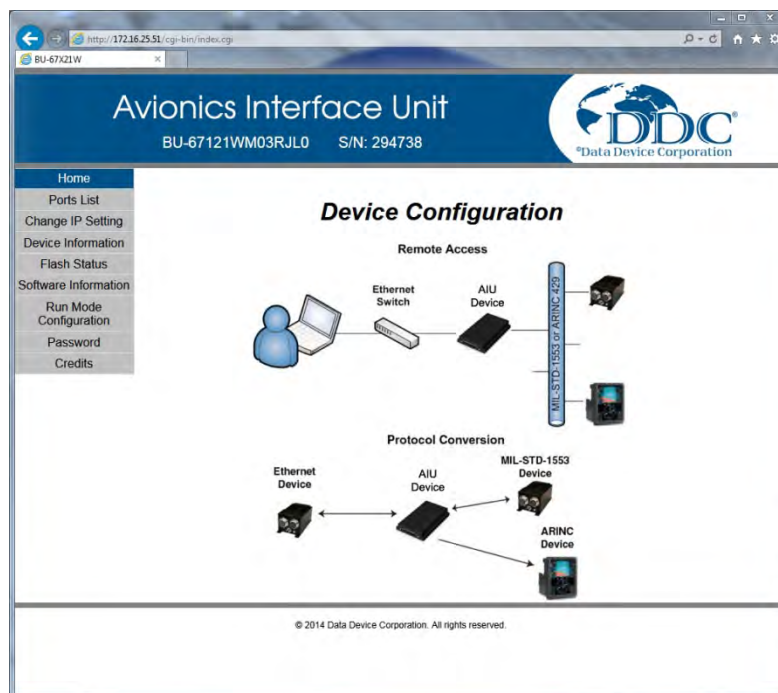 http://172.16.25.51/cgi-bin/index.cgi
BU-67X21W
Avionics Interface Unit
BU-67121WM03RJL0 S/N: 294738
DDC®
©Data Device Corporation
Home
Ports List
Change IP Setting
Device Information
Flash Status
Software Information
Run Mode
Configuration
Password
Credits
Device Configuration
Remote Access
Ethernet
Switch
AIU
Device
MIL-STD-1553 or ARINC 429
Protocol Conversion
Ethernet
Device
AIU
Device
MIL-STD-1553
Device
ARINC
Device
© 2014 Data Device Corporation. All rights reserved.